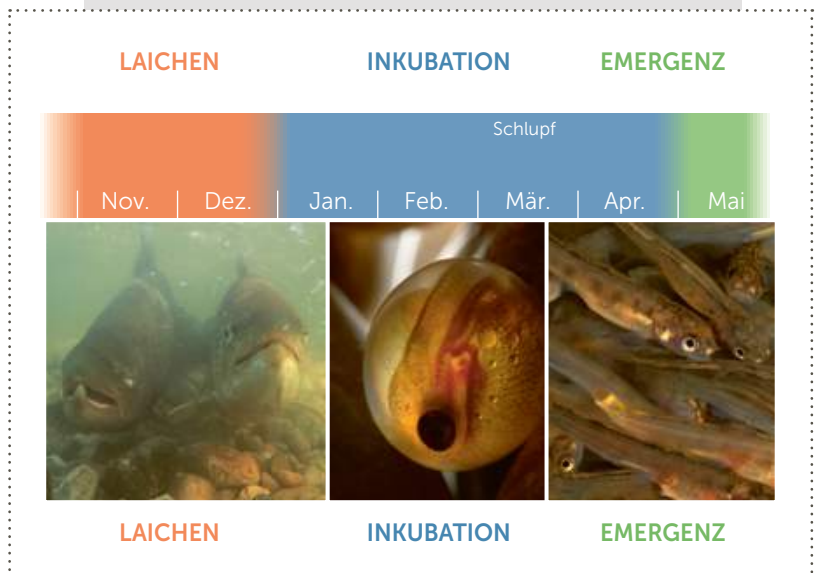 LAICHEN INKUBATION EMERGENZ
Schlupf
Nov. Dez. Jan. Feb. Mär. Apr. Mai
LAICHEN INKUBATION EMERGENZ